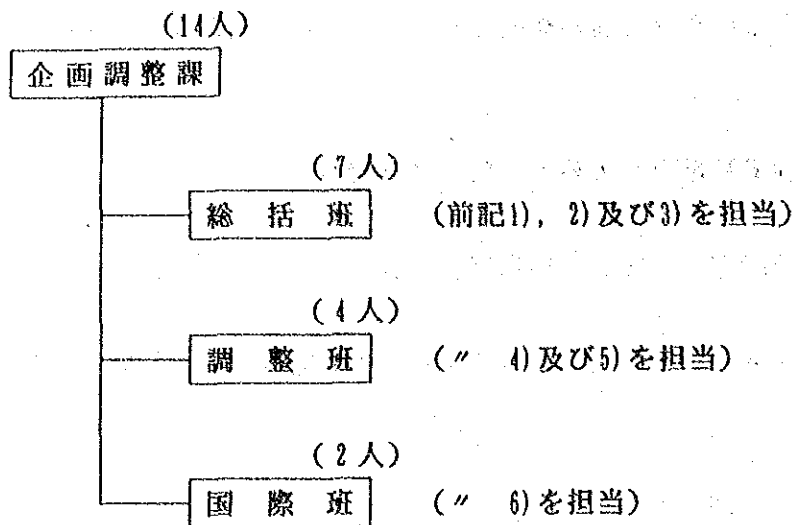 (14人)
企画調整課
(7人)
総括班 (前記1), 2)及び3)を担当)
(4人)
調整班 (〃 4)及び5)を担当)
(2人)
国際班 (〃 6)を担当)